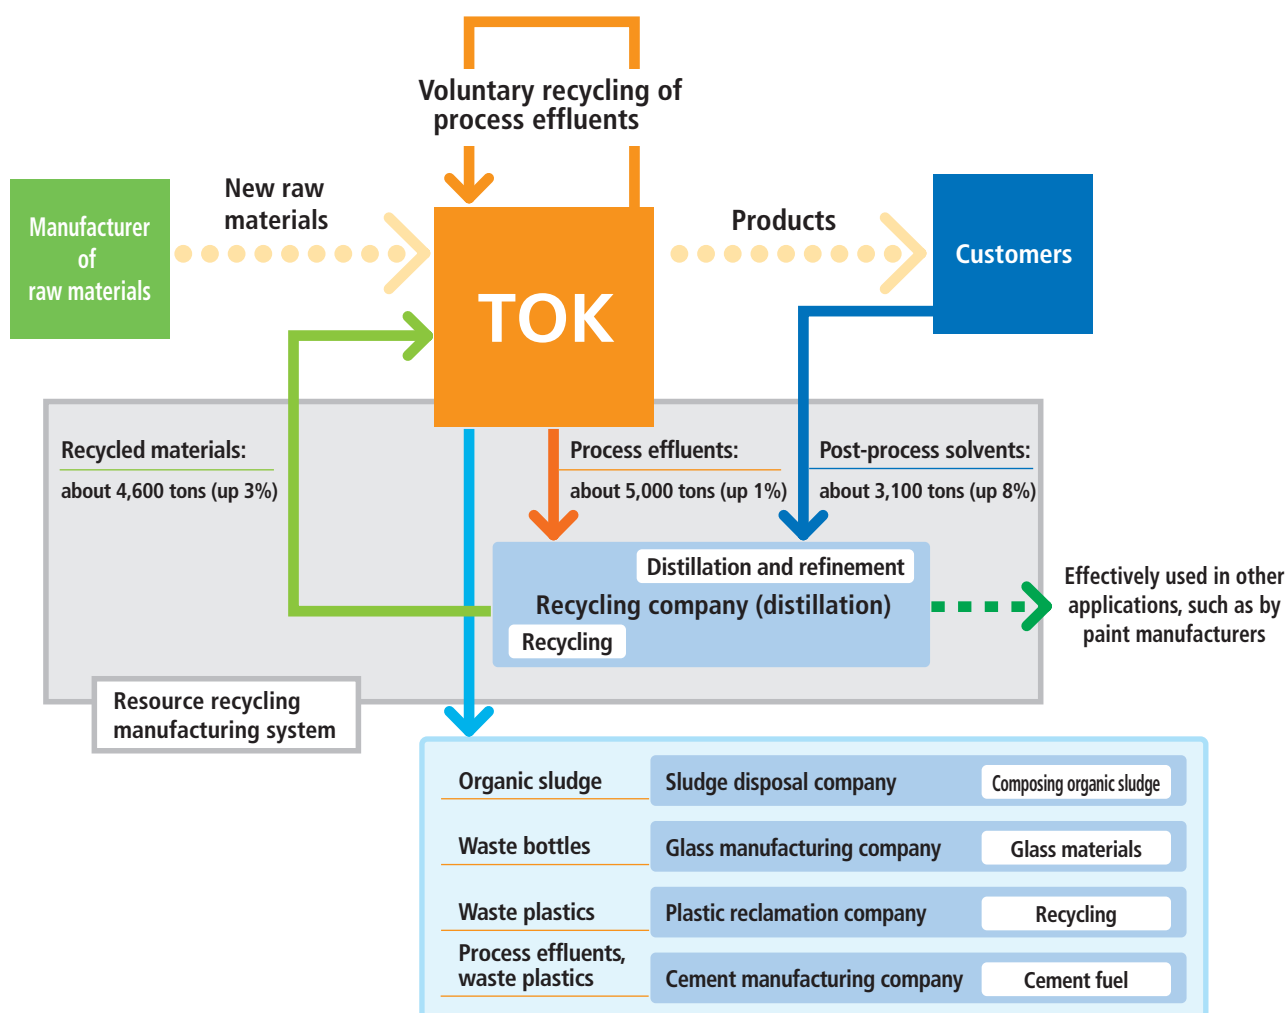 Voluntary recycling of
process effluents
New raw
materials
Products
Manufacturer
of
raw materials
TOK
Customers
Recycled materials:
about 4,600 tons (up 3%)
Process effluents:
about 5,000 tons (up 1%)
Post-process solvents:
about 3,100 tons (up 8%)
Distillation and refinement
Recycling company (distillation)
Recycling
Effectively used in other
applications, such as by
paint manufacturers
Resource recycling
manufacturing system
Organic sludge
Sludge disposal company
Composing organic sludge
Waste bottles
Glass manufacturing company
Glass materials
Waste plastics
Plastic reclamation company
Recycling
Process effluents,
waste plastics
Cement manufacturing company
Cement fuel